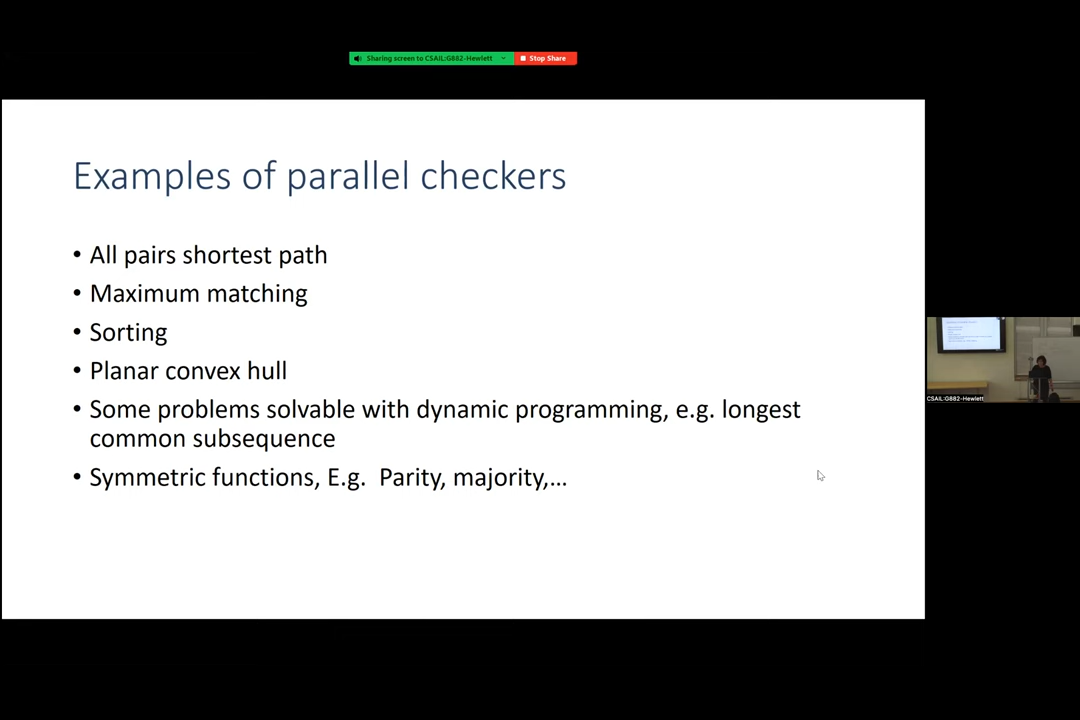 Sharing screen to CSAIL:G882-Hewlett
Stop Share
Examples of parallel checkers
• All pairs shortest path
• Maximum matching
• Sorting
• Planar convex hull
• Some problems solvable with dynamic programming, e.g. longest
common subsequence
• Symmetric functions, E.g.  Parity, majority,...
CSAIL:G882-Hewlett